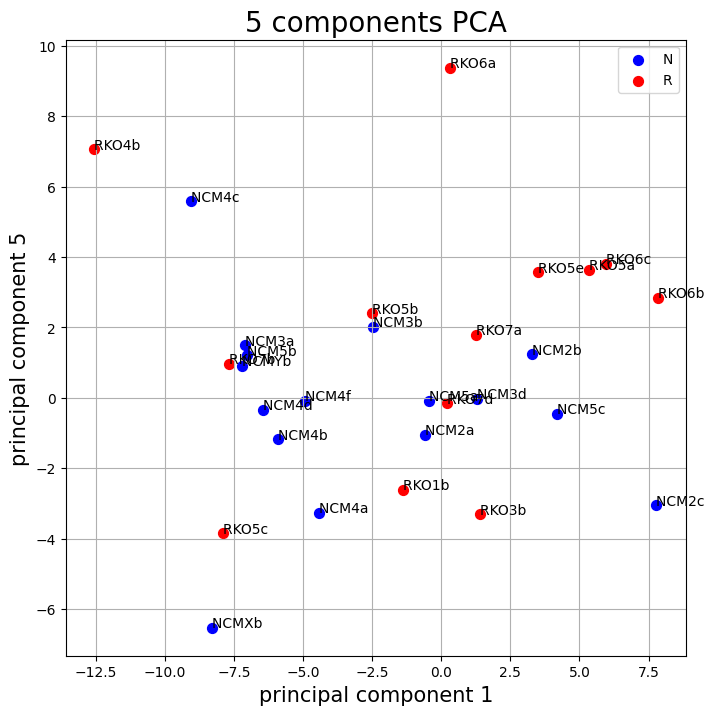 5 components PCA
N
R
RKO6a
RKO4b
NCM4c
RKO6c
RKO5a
RKO5e
RKO6b
RKO5b
NCM3b
RKO7a
NCM3a
NCM5b
NCM2b
NCM4Yb
NCM4f
NCM5a
NCM3d
NCM4d
NCM5c
NCM4b
NCM2a
RKO1b
NCM4a
RKO3b
NCM2c
RKO5c
NCMXb
10
8
6
4
2
0
−2
−4
−6
−12.5
−10.0
−7.5
−5.0
−2.5
0.0
2.5
5.0
7.5
principal component 1
principal component 5